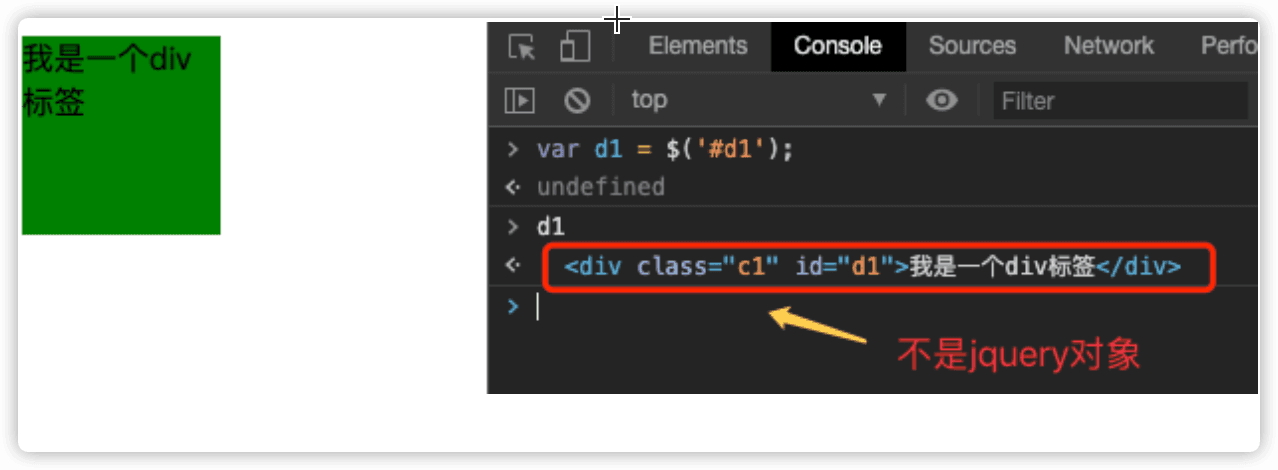 我是一个div
标签
Elements Console Sources Network Perfo
top ▼ Filter
> var d1 = $('#d1');
<· undefined
> d1
<· <div class="c1" id="d1">我是一个div标签</div>
>
不是jquery对象